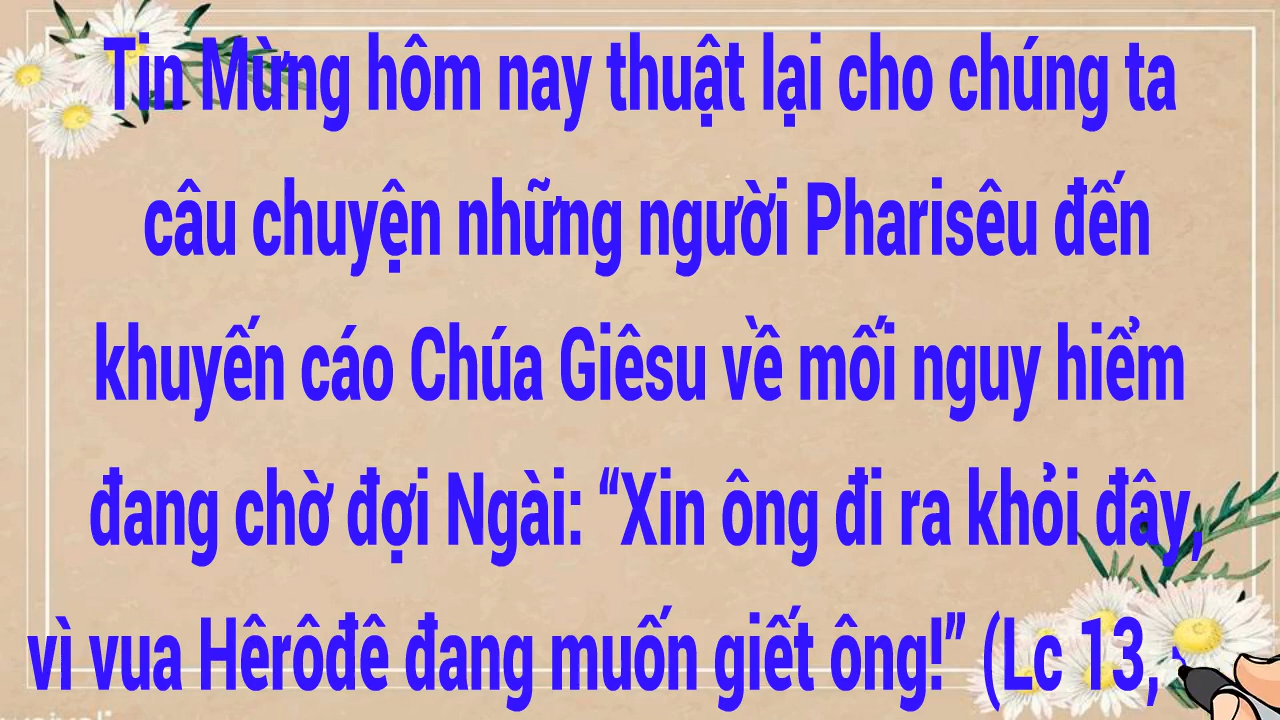 Tin Mừng hôm nay thuật lại cho chúng ta
câu chuyện những người Pharisêu đến
khuyến cáo Chúa Giêsu về mối nguy hiểm
đang chờ đợi Ngài: “Xin ông đi ra khỏi đây,
vì vua Hêrôđê đang muốn giết ông!” (Lc 13,